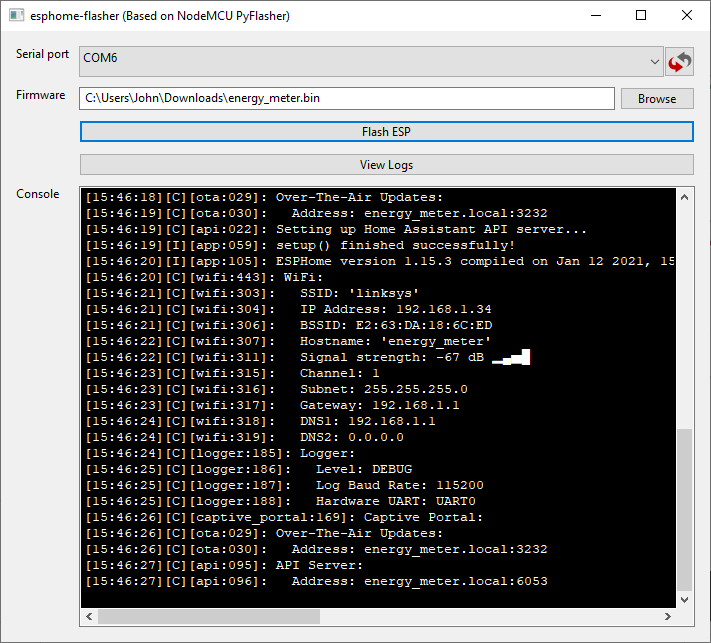 esphome-flasher (Based on NodeMCU PyFlasher)
Serial port
COM6
Firmware
C:\Users\John\Downloads\energy_meter.bin
Browse
Flash ESP
View Logs
Console
[15:46:18][C][ota:029]: Over-The-Air Updates:
[15:46:19][C][ota:030]:   Address: energy_meter.local:3232
[15:46:19][C][api:022]: Setting up Home Assistant API server...
[15:46:19][I][app:059]: setup() finished successfully!
[15:46:20][I][app:105]: ESPHome version 1.15.3 compiled on Jan 12 2021, 15
[15:46:20][C][wifi:443]: WiFi:
[15:46:21][C][wifi:303]:   SSID: 'linksys'
[15:46:21][C][wifi:304]:   IP Address: 192.168.1.34
[15:46:21][C][wifi:306]:   BSSID: E2:63:DA:18:6C:ED
[15:46:22][C][wifi:307]:   Hostname: 'energy_meter'
[15:46:22][C][wifi:311]:   Signal strength: -67 dB ▂▄▆█
[15:46:23][C][wifi:315]:   Channel: 1
[15:46:23][C][wifi:316]:   Subnet: 255.255.255.0
[15:46:23][C][wifi:317]:   Gateway: 192.168.1.1
[15:46:24][C][wifi:318]:   DNS1: 192.168.1.1
[15:46:24][C][wifi:319]:   DNS2: 0.0.0.0
[15:46:24][C][logger:185]: Logger:
[15:46:25][C][logger:186]:   Level: DEBUG
[15:46:25][C][logger:187]:   Log Baud Rate: 115200
[15:46:25][C][logger:188]:   Hardware UART: UART0
[15:46:26][C][captive_portal:169]: Captive Portal:
[15:46:26][C][ota:029]: Over-The-Air Updates:
[15:46:26][C][ota:030]:   Address: energy_meter.local:3232
[15:46:27][C][api:095]: API Server:
[15:46:27][C][api:096]:   Address: energy_meter.local:6053